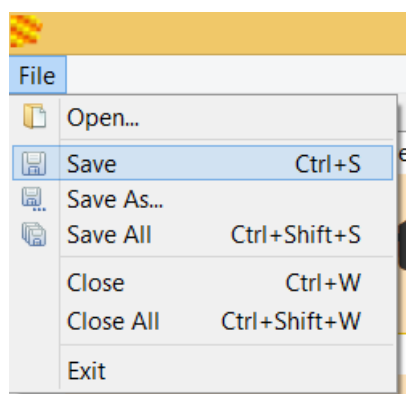 File
Open...
Save Ctrl+S
Save As...
Save All Ctrl+Shift+S
Close Ctrl+W
Close All Ctrl+Shift+W
Exit